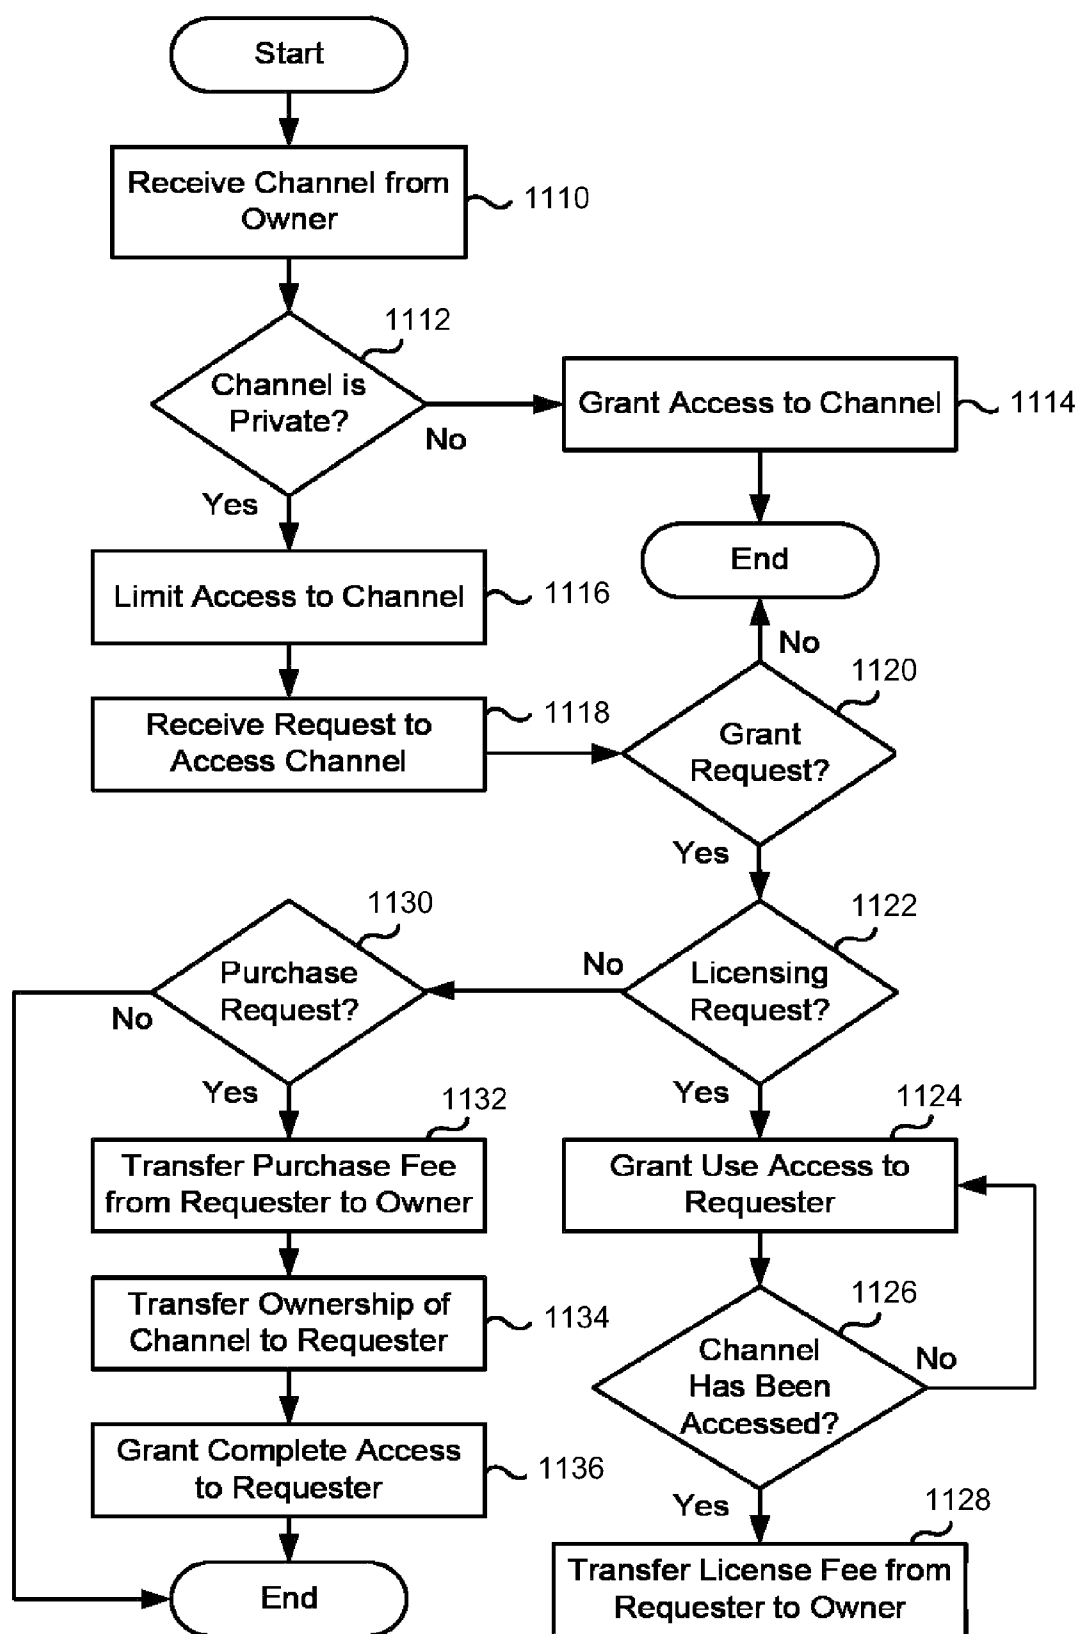 Start
Receive Channel from
Owner
1110
1112
Channel is
Private?
No
Yes
Grant Access to Channel
1114
End
Limit Access to Channel
1116
Receive Request to
Access Channel
1118
No
1120
Grant
Request?
Yes
1122
Licensing
Request?
No
Yes
1130
Purchase
Request?
No
Yes
1132
Transfer Purchase Fee
from Requester to Owner
1124
Grant Use Access to
Requester
Transfer Ownership of
Channel to Requester
1134
1126
Channel
Has Been
Accessed?
No
Yes
Grant Complete Access
to Requester
1136
1128
Transfer License Fee from
Requester to Owner
End